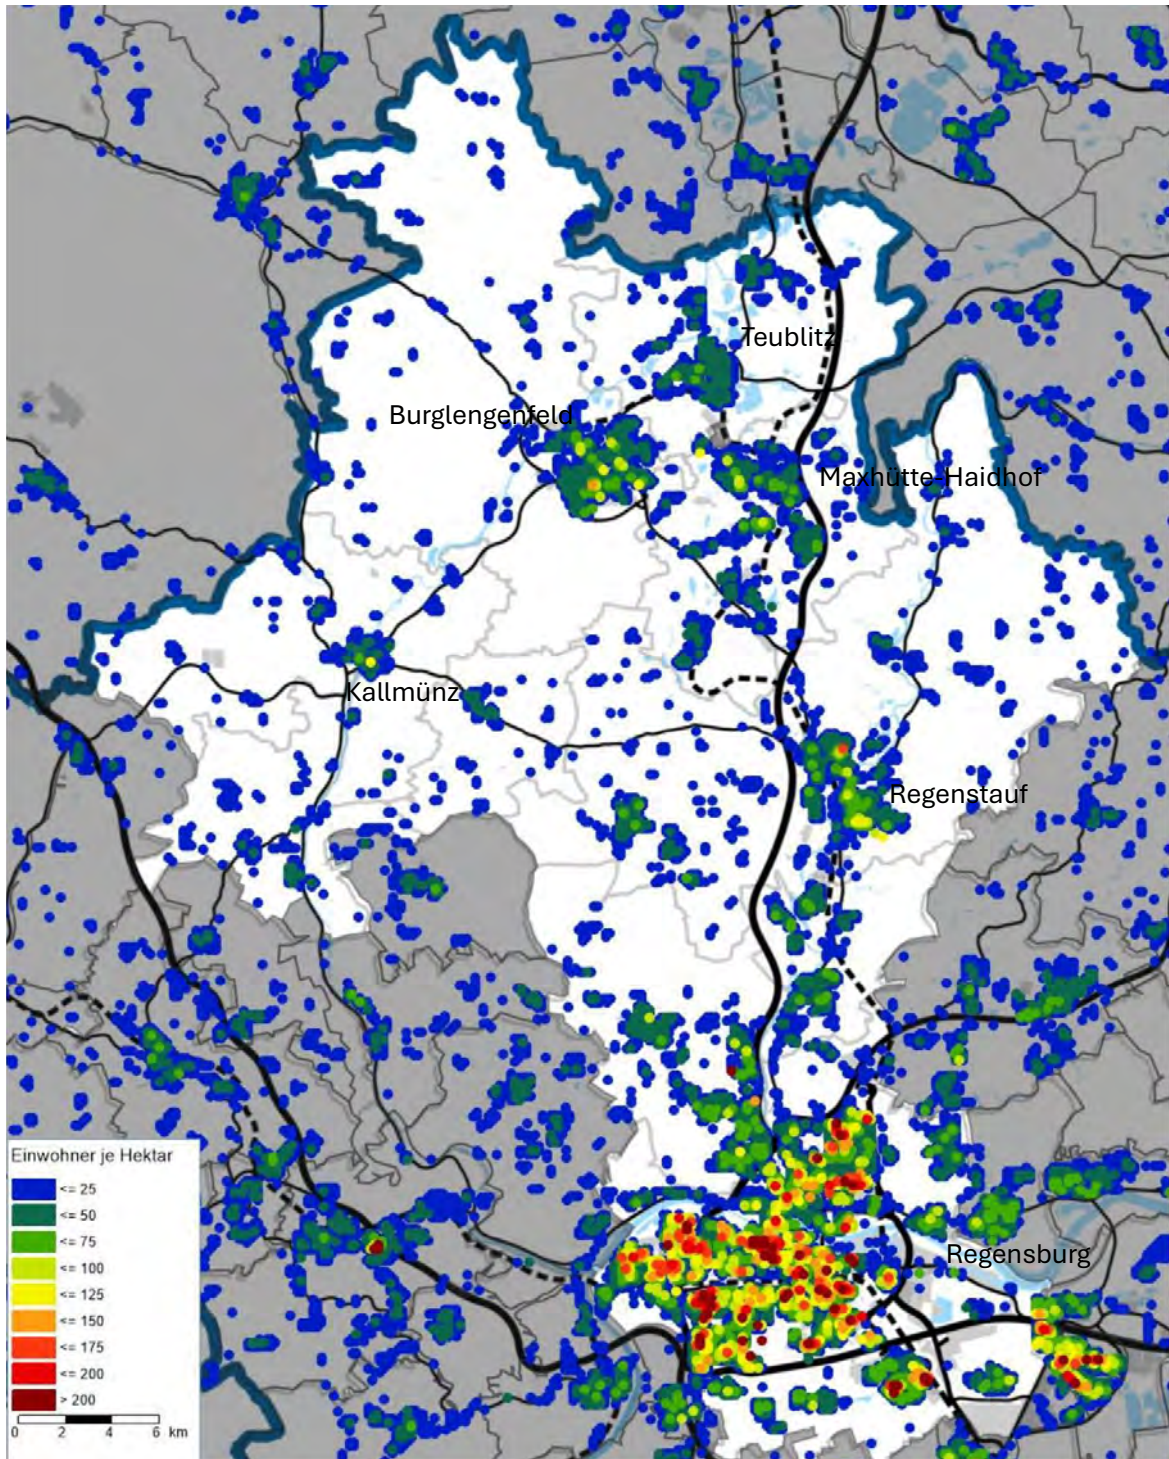 Teublitz
Burglengenfeld
Maxhütte-Haidhof
Kallmünz
Regenstauf
Regensburg
Einwohner je Hektar
<= 25
<= 50
<= 75
<= 100
<= 125
<= 150
<= 175
<= 200
> 200
0 2 4 6 km